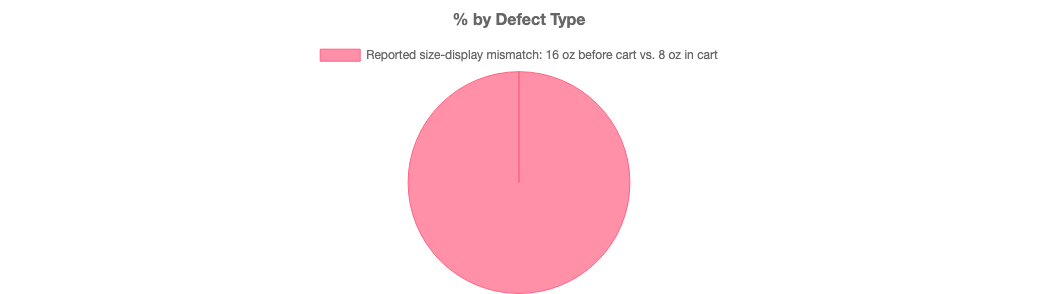 % by Defect Type
Reported size-display mismatch: 16 oz before cart vs. 8 oz in cart